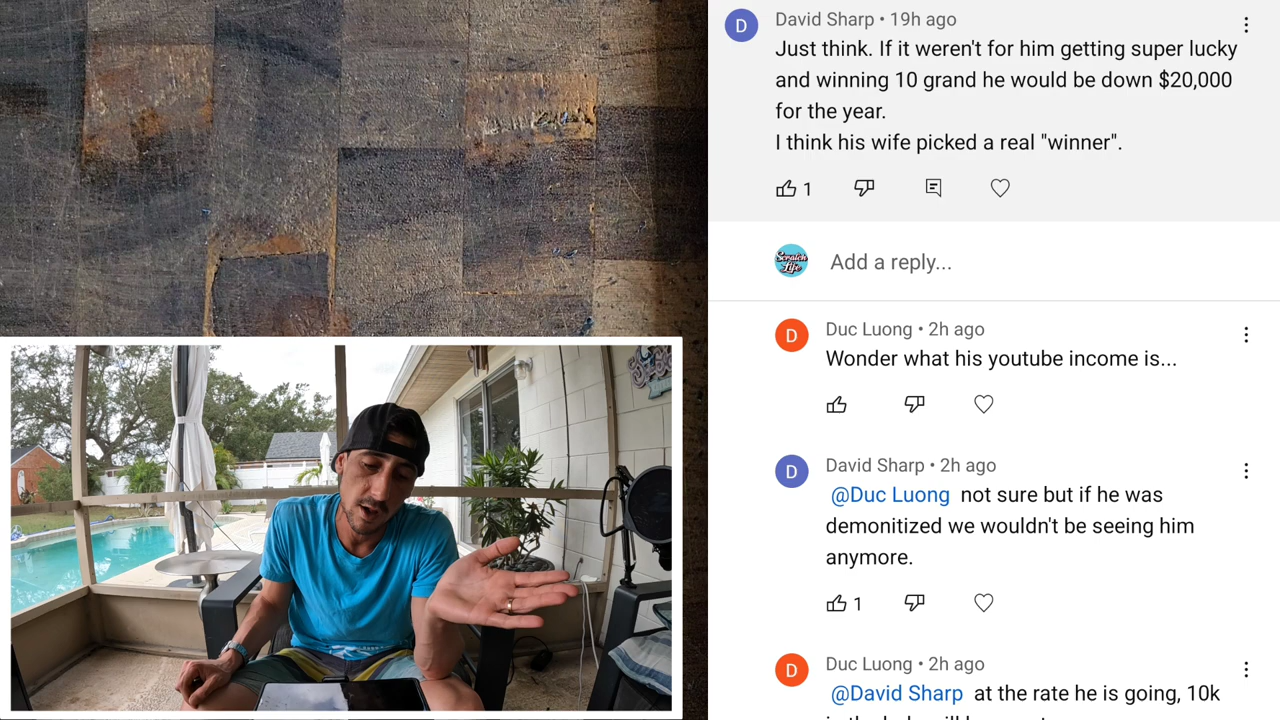 David Sharp • 19h ago
Just think. If it weren't for him getting super lucky
and winning 10 grand he would be down $20,000
for the year.
I think his wife picked a real "winner".
1
Scratch
Life
Add a reply...
Duc Luong • 2h ago
Wonder what his youtube income is...
David Sharp • 2h ago
@Duc Luong not sure but if he was
demonitized we wouldn't be seeing him
anymore.
1
Duc Luong • 2h ago
@David Sharp at the rate he is going, 10k